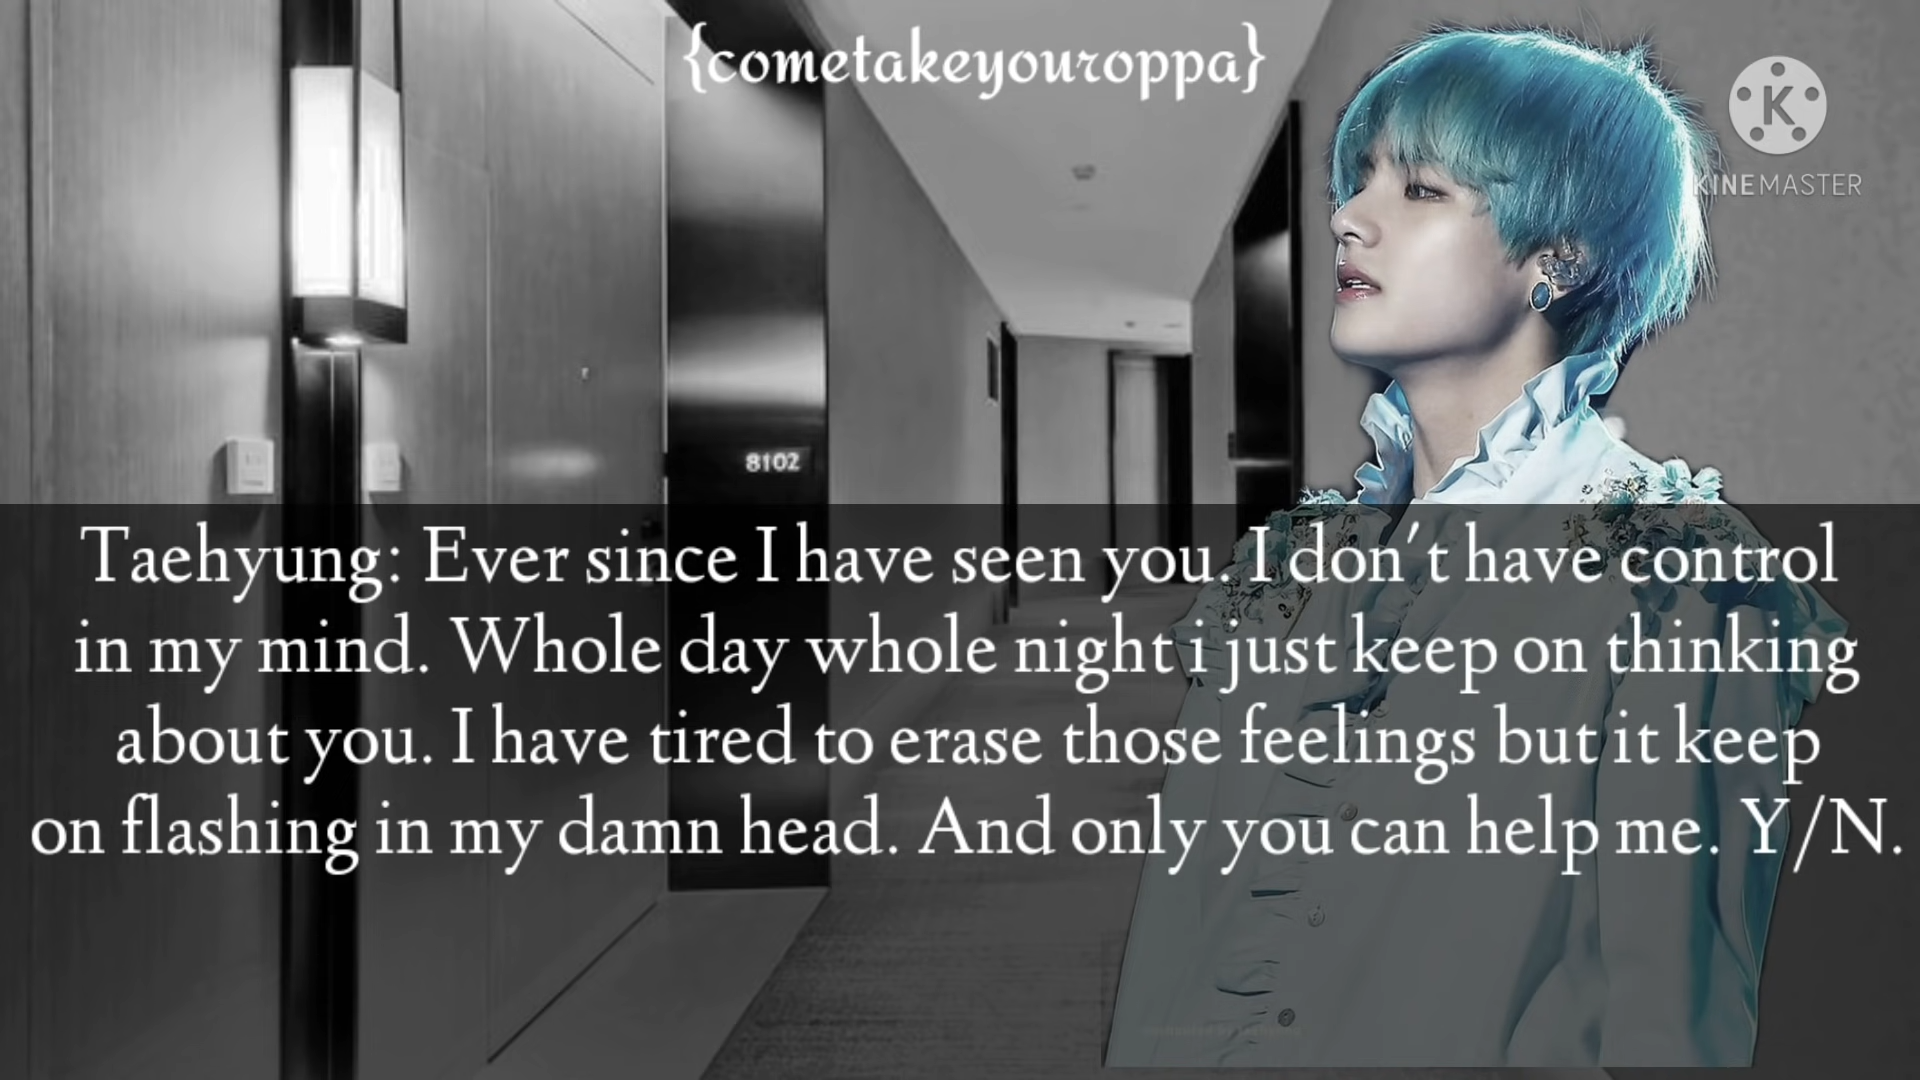 {cometakeyouroppa}
K
KINEMASTER
8102
Taehyung: Ever since I have seen you. I don't have control
in my mind. Whole day whole night i just keep on thinking
about you. I have tired to erase those feelings but it keep
on flashing in my damn head. And only you can help me. Y/N.